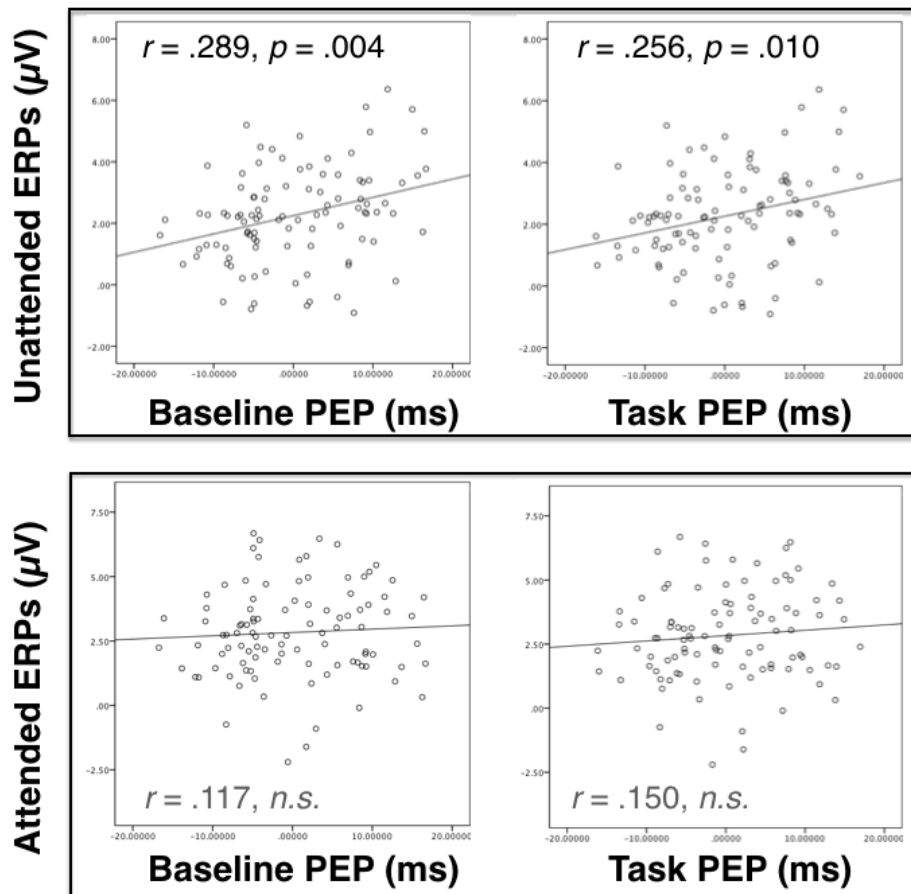 Unattended ERPs (µV)
r = .289, p = .004
8.00
6.00
4.00
2.00
.00
−2.00
−20.00000 −10.00000 .00000 10.00000 20.00000
Baseline PEP (ms)
r = .256, p = .010
8.00
6.00
4.00
2.00
.00
−2.00
−20.00000 −10.00000 .00000 10.00000 20.00000
Task PEP (ms)
Attended ERPs (µV)
7.50
5.00
2.50
.00
−2.50
r = .117, n.s.
−20.00000 −10.00000 .00000 10.00000 20.00000
Baseline PEP (ms)
7.50
5.00
2.50
.00
−2.50
r = .150, n.s.
−20.00000 −10.00000 .00000 10.00000 20.00000
Task PEP (ms)